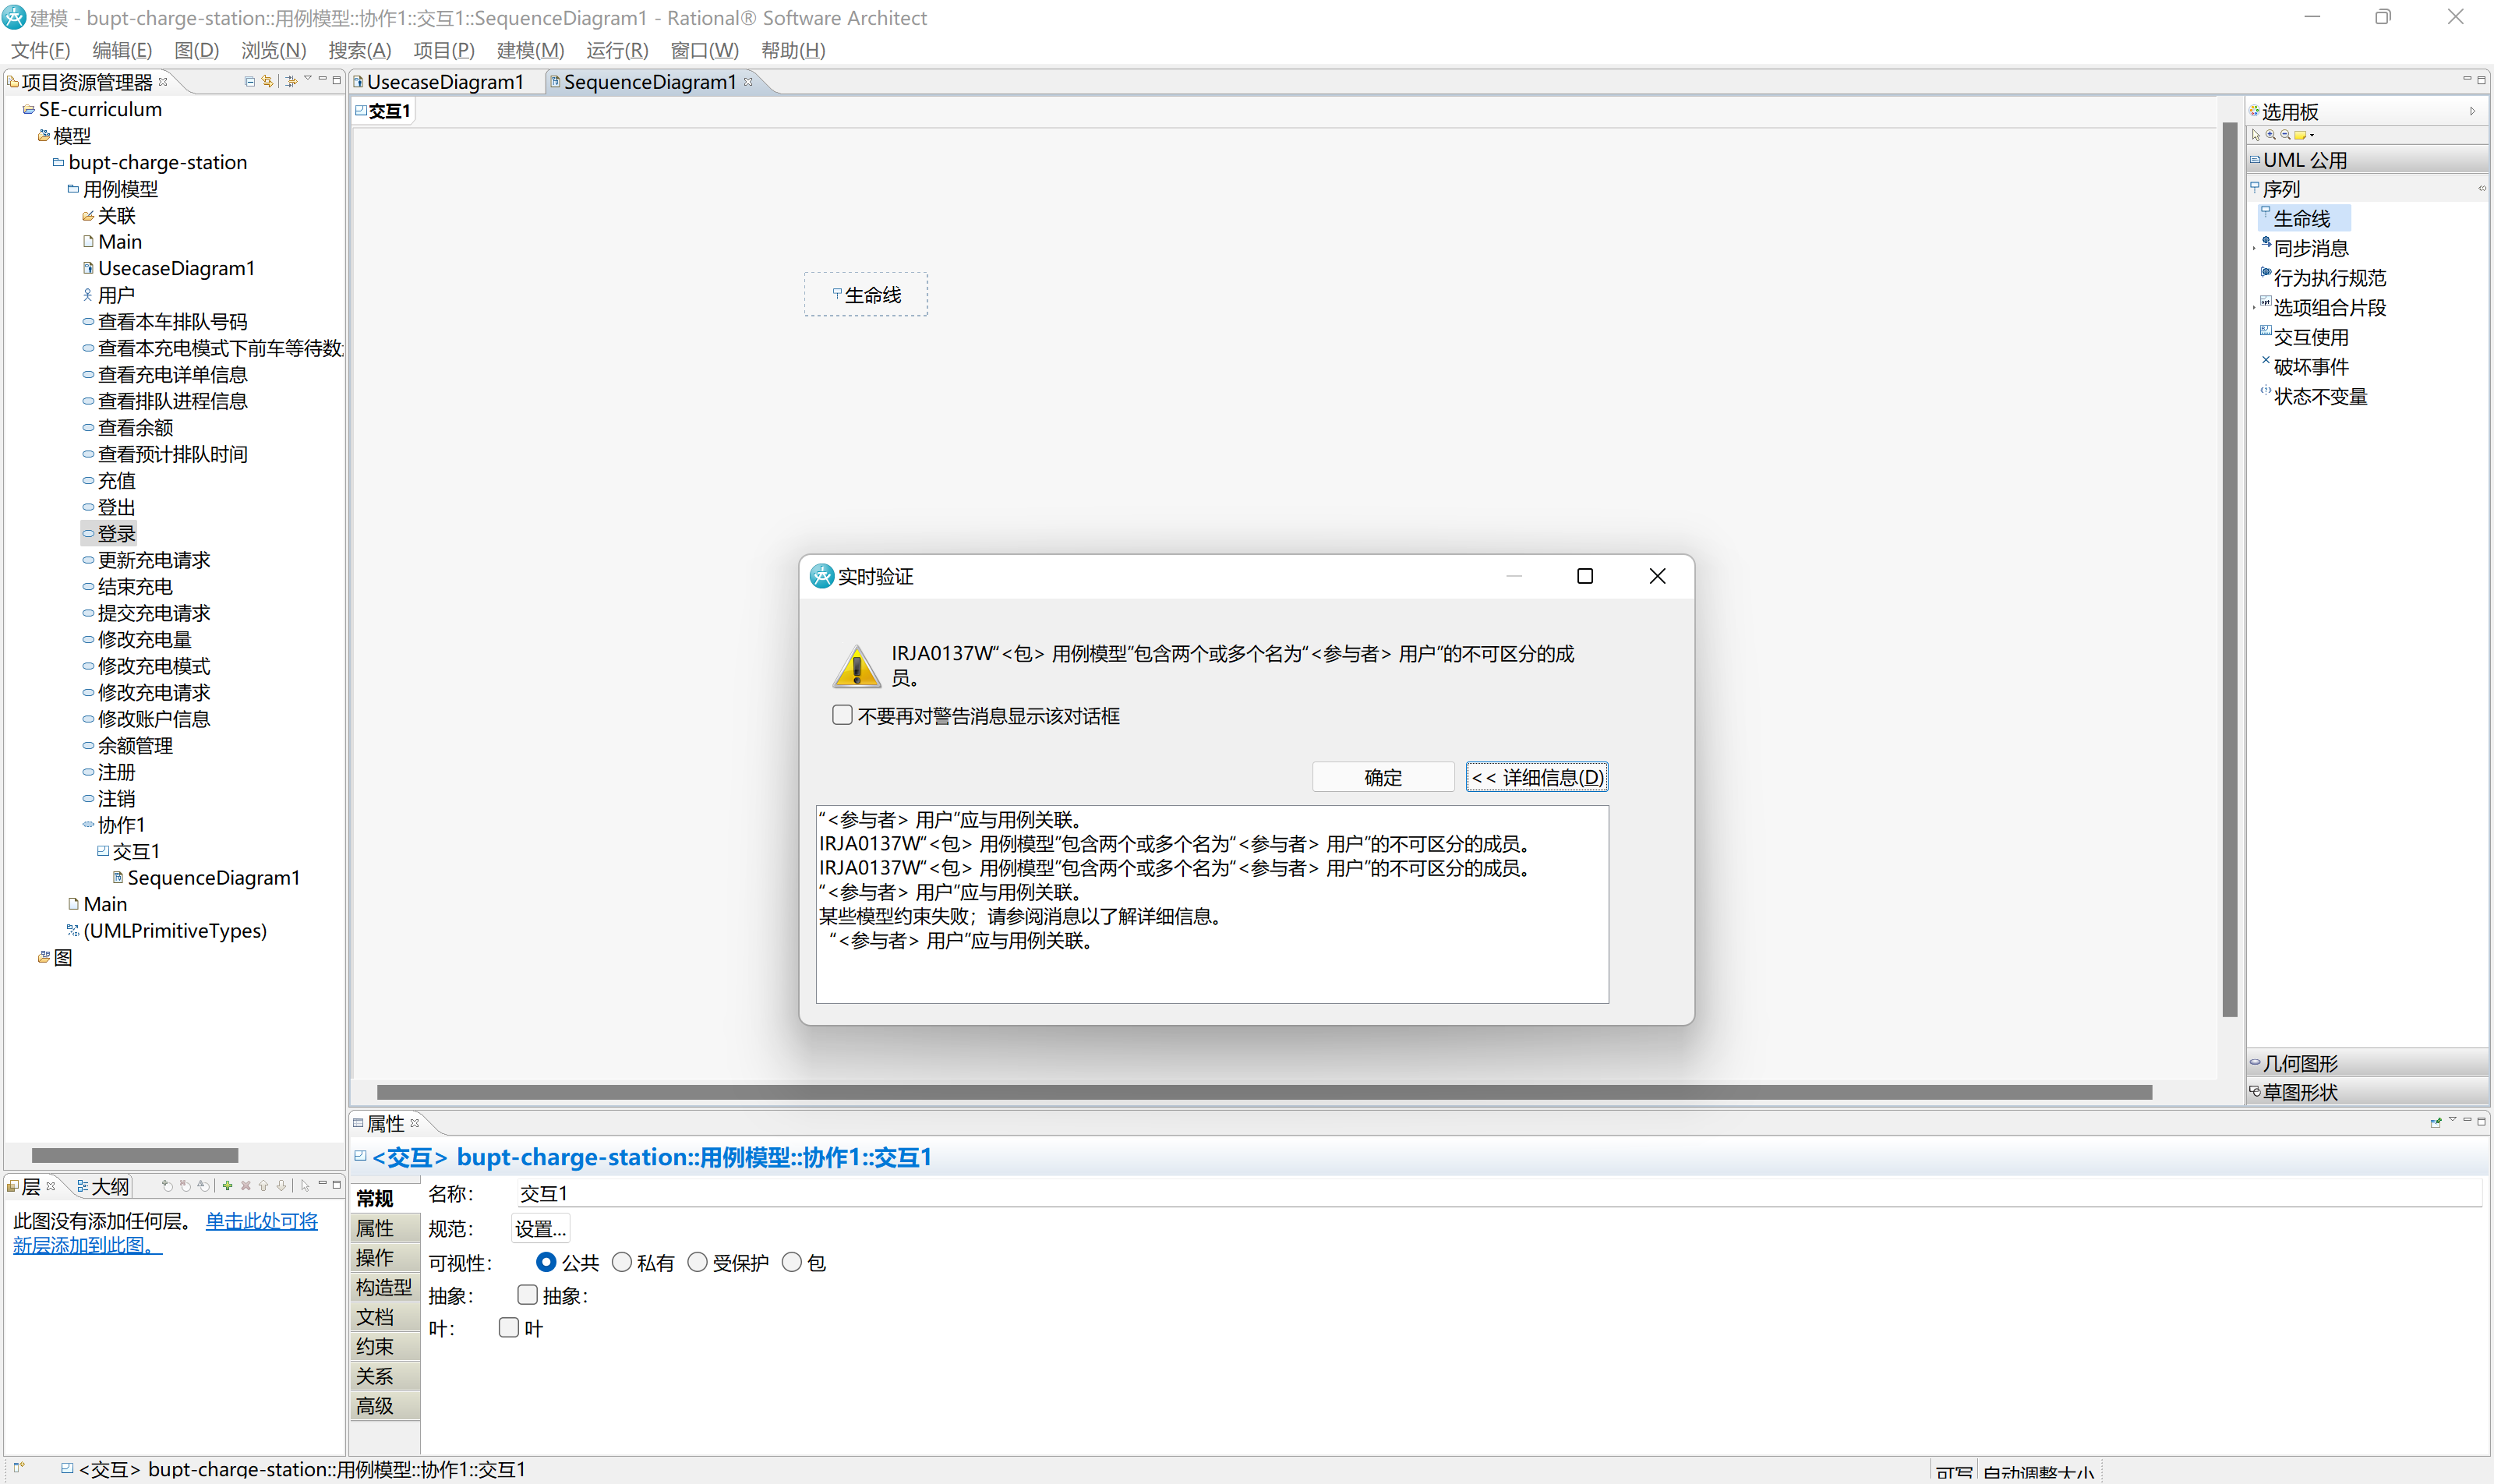 建模 - bupt-charge-station::用例模型::协作1::交互1::SequenceDiagram1 - Rational® Software Architect
文件(F) 编辑(E) 图(D) 浏览(N) 搜索(A) 项目(P) 建模(M) 运行(R) 窗口(W) 帮助(H)
项目资源管理器
SE-curriculum
模型
bupt-charge-station
用例模型
关联
Main
UsecaseDiagram1
用户
查看本车排队号码
查看本充电模式下前车等待数
查看充电详单信息
查看排队进程信息
查看余额
查看预计排队时间
充值
登出
登录
更新充电请求
结束充电
提交充电请求
修改充电量
修改充电模式
修改充电请求
修改账户信息
余额管理
注册
注销
协作1
交互1
SequenceDiagram1
Main
(UMLPrimitiveTypes)
图
层 大纲
此图没有添加任何层。 单击此处可将
新层添加到此图。
UsecaseDiagram1 SequenceDiagram1
交互1
生命线
实时验证
IRJA0137W“<包> 用例模型”包含两个或多个名为“<参与者> 用户”的不可区分的成
员。
不要再对警告消息显示该对话框
确定 << 详细信息(D)
“<参与者> 用户”应与用例关联。
IRJA0137W“<包> 用例模型”包含两个或多个名为“<参与者> 用户”的不可区分的成员。
IRJA0137W“<包> 用例模型”包含两个或多个名为“<参与者> 用户”的不可区分的成员。
“<参与者> 用户”应与用例关联。
某些模型约束失败；请参阅消息以了解详细信息。
“<参与者> 用户”应与用例关联。
选用板
UML 公用
序列
生命线
同步消息
行为执行规范
选项组合片段
交互使用
破坏事件
状态不变量
几何图形
草图形状
属性
<交互> bupt-charge-station::用例模型::协作1::交互1
常规
属性
操作
构造型
文档
约束
关系
高级
名称： 交互1
规范： 设置...
可视性： 公共 私有 受保护 包
抽象： 抽象：
叶： 叶
<交互> bupt-charge-station::用例模型::协作1::交互1
可写 自动调整大小